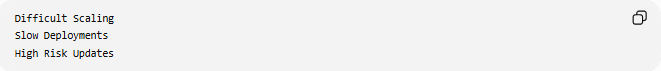 Difficult Scaling
Slow Deployments
High Risk Updates